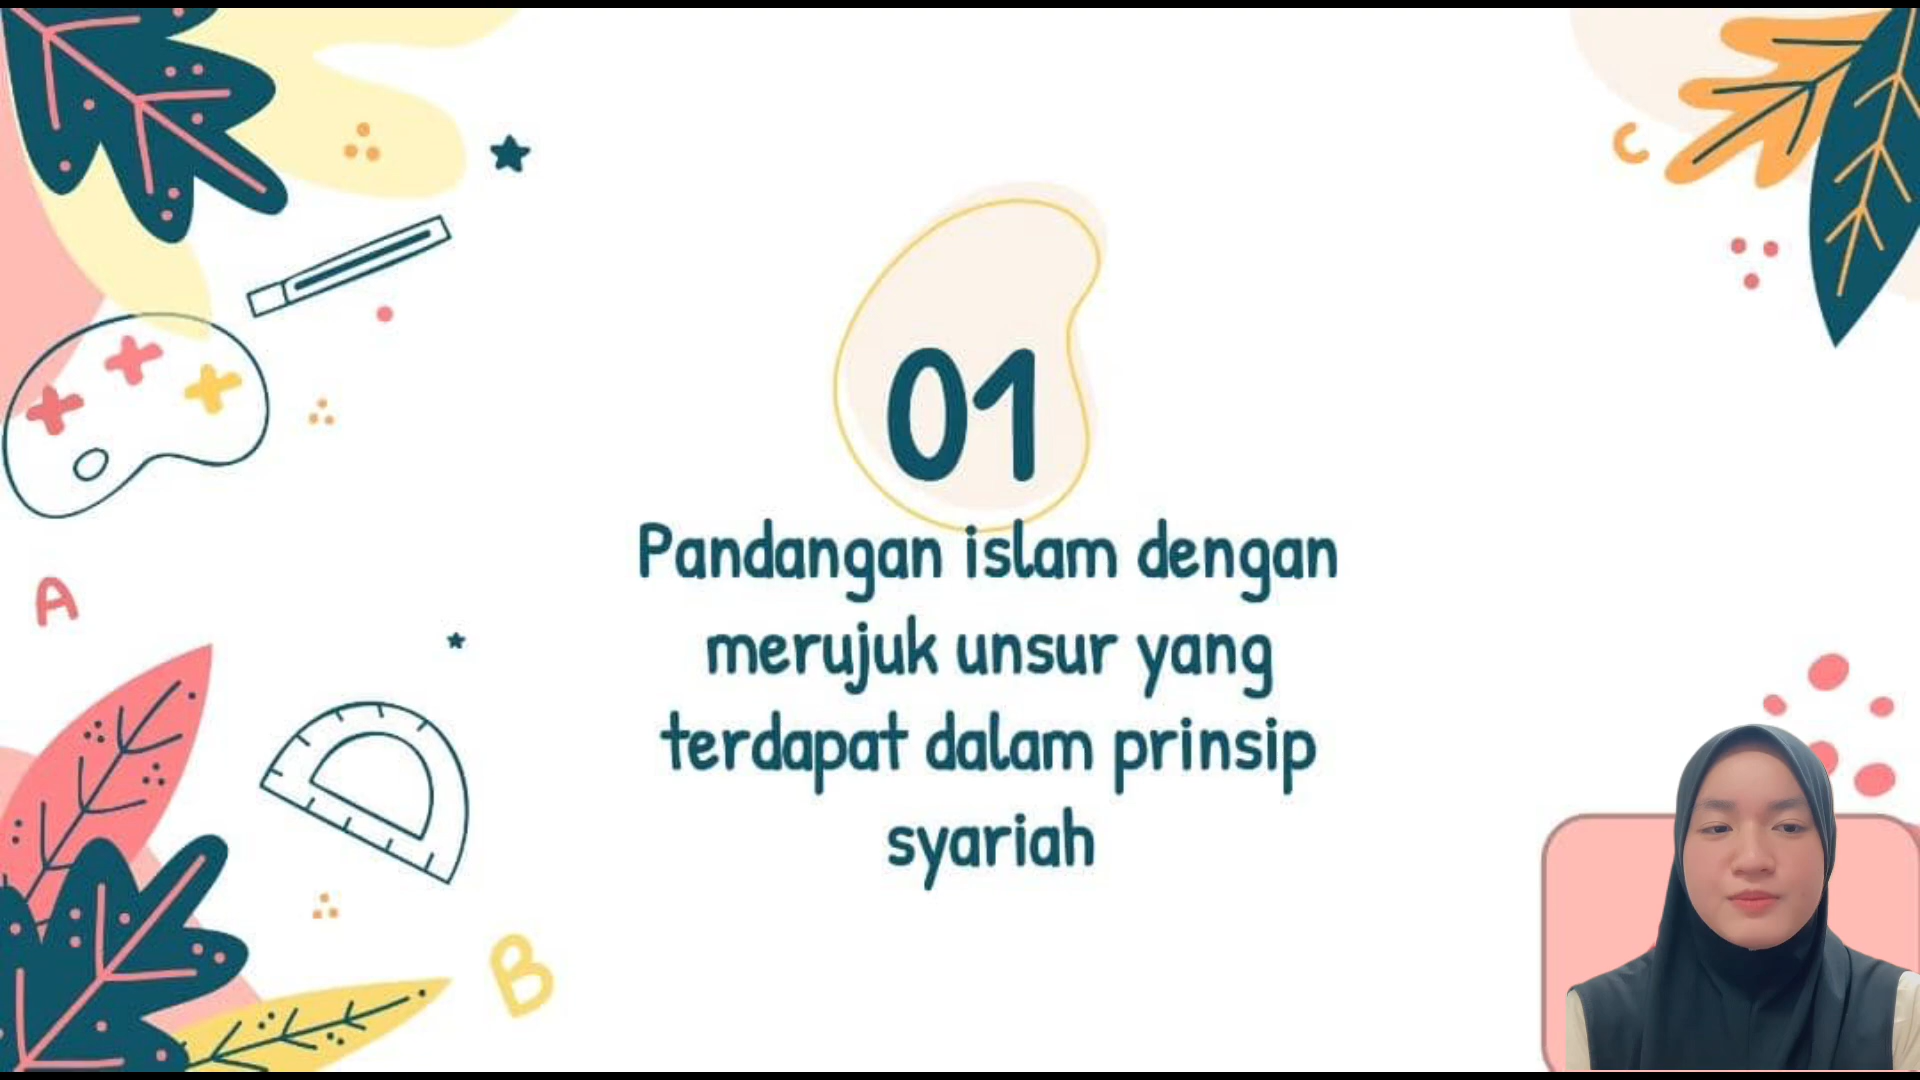 01
Pandangan islam dengan
merujuk unsur yang
terdapat dalam prinsip
syariah
A
B
C